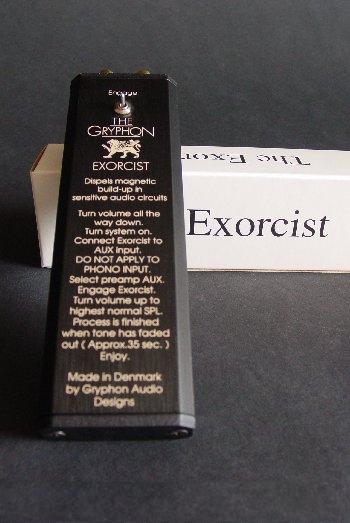 Engage
THE
GRYPHON
EXORCIST
Dispels magnetic
build-up in
sensitive audio circuits
Turn volume all the
way down.
Turn system on.
Connect Exorcist to
AUX input.
DO NOT APPLY TO
PHONO INPUT.
Select preamp AUX.
Engage Exorcist.
Turn volume up to
highest normal SPL.
Process is finished
when tone has faded
out ( Approx.35 sec. )
Enjoy.
Made in Denmark
by Gryphon Audio
Designs
The Exor
Exorcist